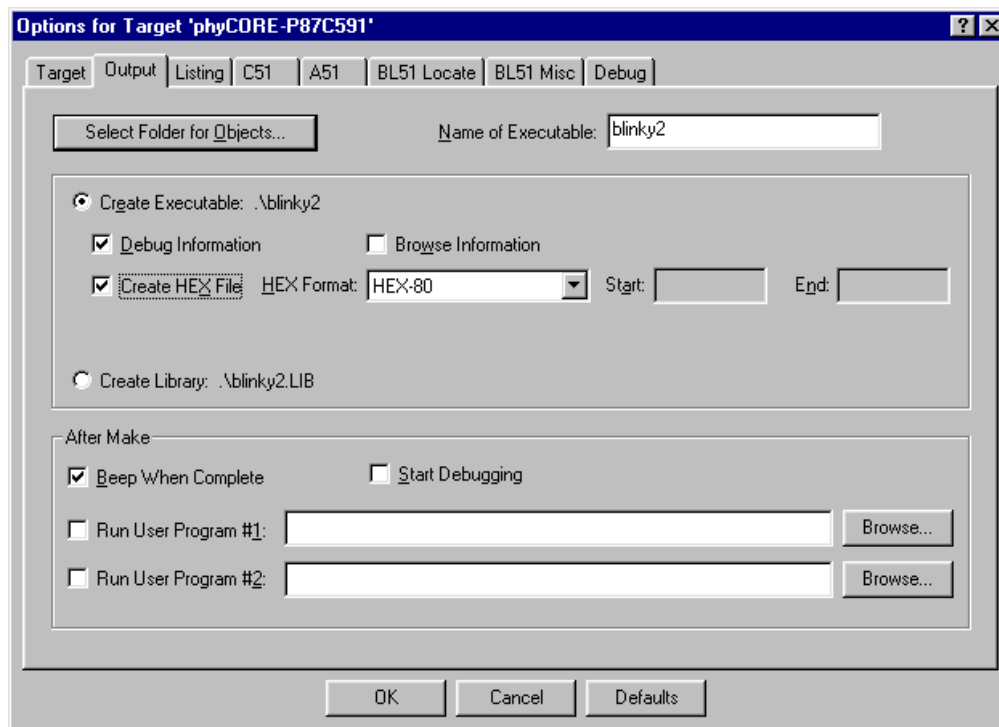 Options for Target 'phyCORE-P87C591'
Target Output Listing C51 A51 BL51 Locate BL51 Misc Debug
Select Folder for Objects... Name of Executable: blinky2
Create Executable: .\blinky2
Debug Information Browse Information
Create HEX File HEX Format: HEX-80 Start: End:
Create Library: .\blinky2.LIB
After Make
Beep When Complete Start Debugging
Run User Program #1: Browse...
Run User Program #2: Browse...
OK Cancel Defaults